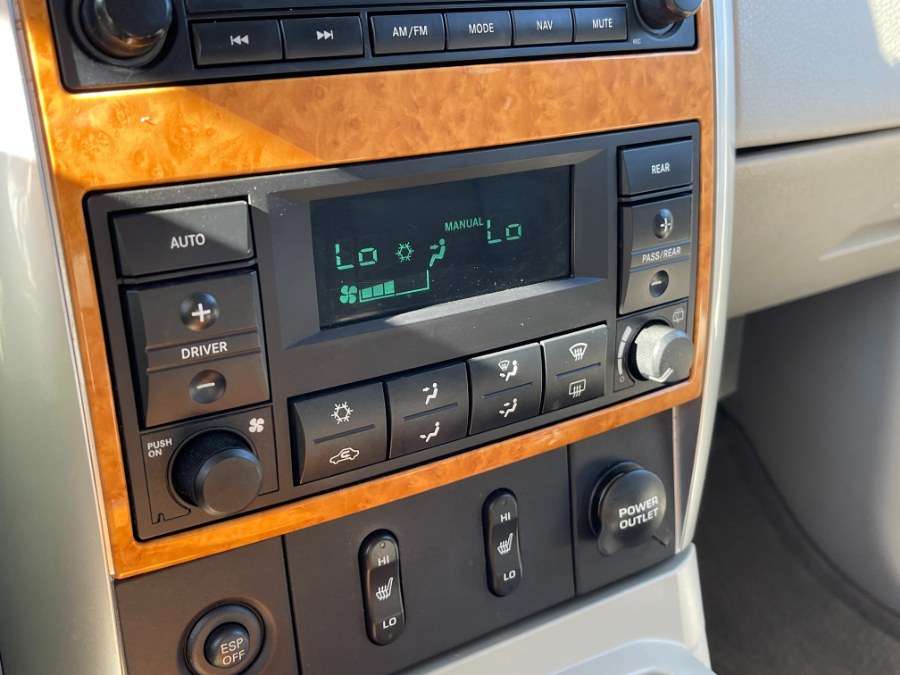 AM/FM
MODE
NAV
MUTE
REAR
AUTO
MANUAL
Lo
Lo
PASS/REAR
DRIVER
PUSH
ON
HI
LO
HI
LO
POWER
OUTLET
ESP
OFF